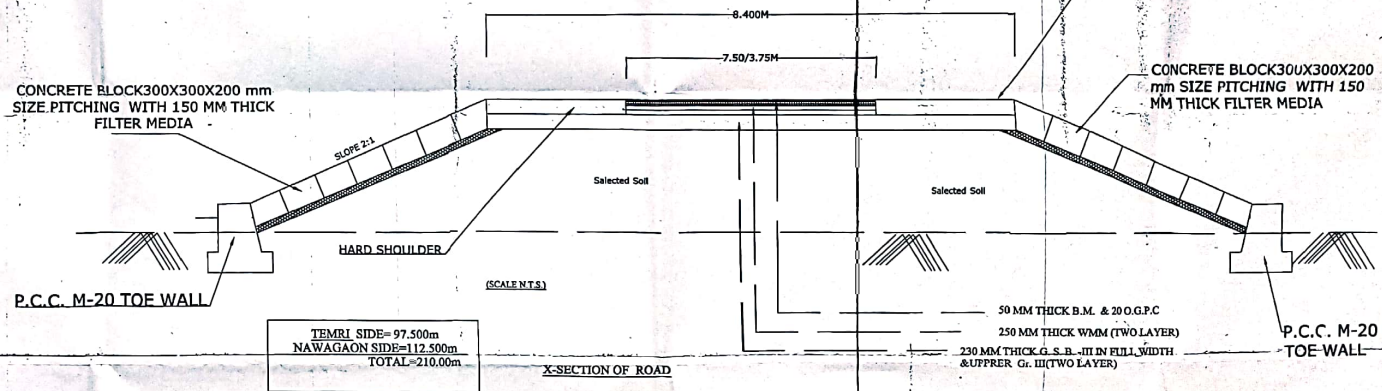 8.400M
7.50/3.75M
CONCRETE BLOCK300X300X200 mm
SIZE PITCHING WITH 150 MM THICK
FILTER MEDIA
CONCRETE BLOCK300X300X200
mm SIZE PITCHING WITH 150
MM THICK FILTER MEDIA
SLOPE 2:1
Salected Soil
Salected Soil
HARD SHOULDER
P.C.C. M-20 TOE WALL
(SCALE N.T.S.)
50 MM THICK B.M. & 20 O.G.P.C
250 MM THICK WMM (TWO LAYER)
230 MM THICK G.S.B.-III IN FULL WIDTH
&UPPRER Gr. III(TWO LAYER)
P.C.C. M-20
TOE WALL
TEMRI SIDE= 97.500m
NAWAGAON SIDE=112.500m
TOTAL=210.00m
X-SECTION OF ROAD